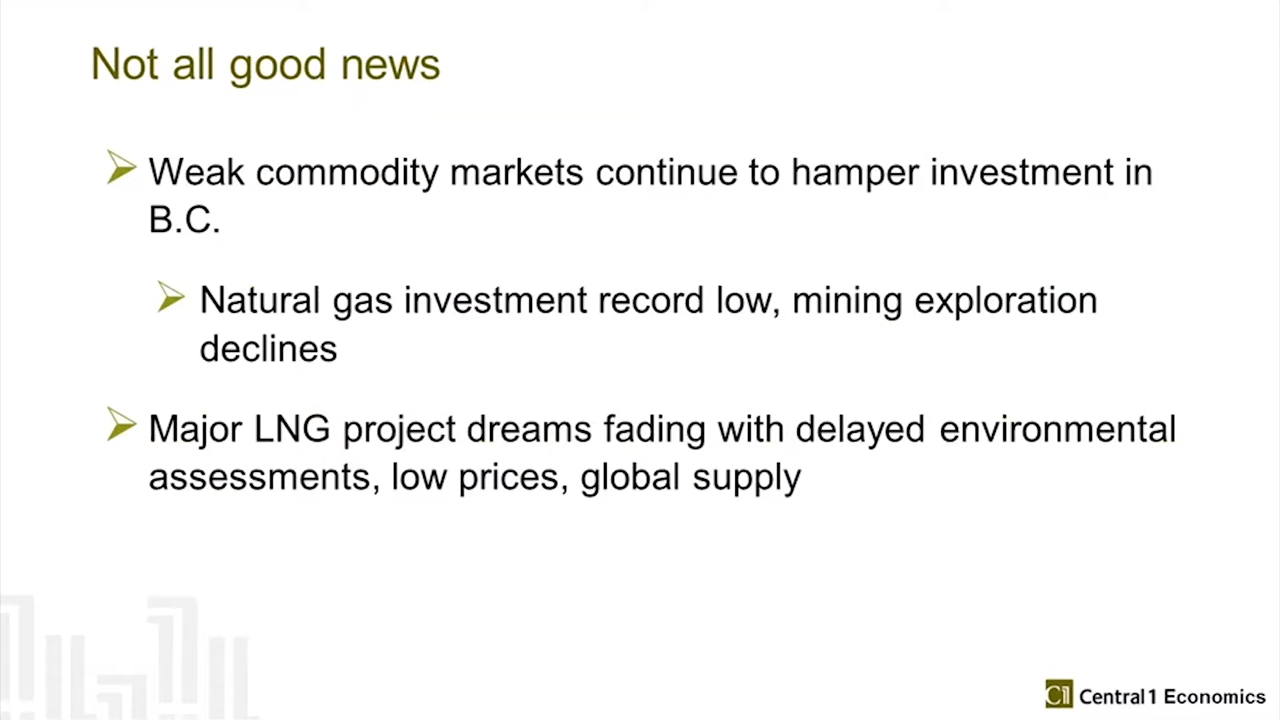 Not all good news
Weak commodity markets continue to hamper investment in
B.C.
Natural gas investment record low, mining exploration
declines
Major LNG project dreams fading with delayed environmental
assessments, low prices, global supply
C1 Central 1 Economics